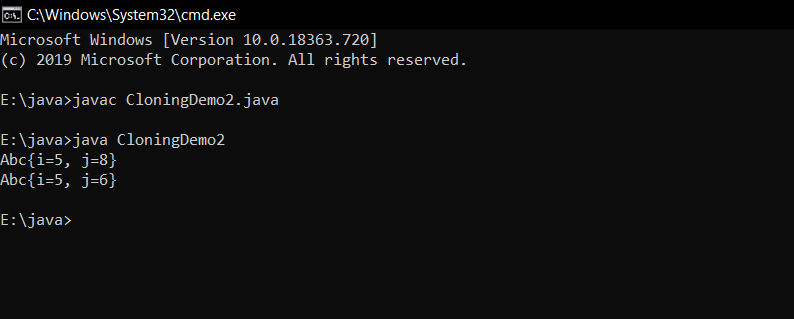 C:\Windows\System32\cmd.exe
Microsoft Windows [Version 10.0.18363.720]
(c) 2019 Microsoft Corporation. All rights reserved.
E:\java>javac CloningDemo2.java
E:\java>java CloningDemo2
Abc{i=5, j=8}
Abc{i=5, j=6}
E:\java>